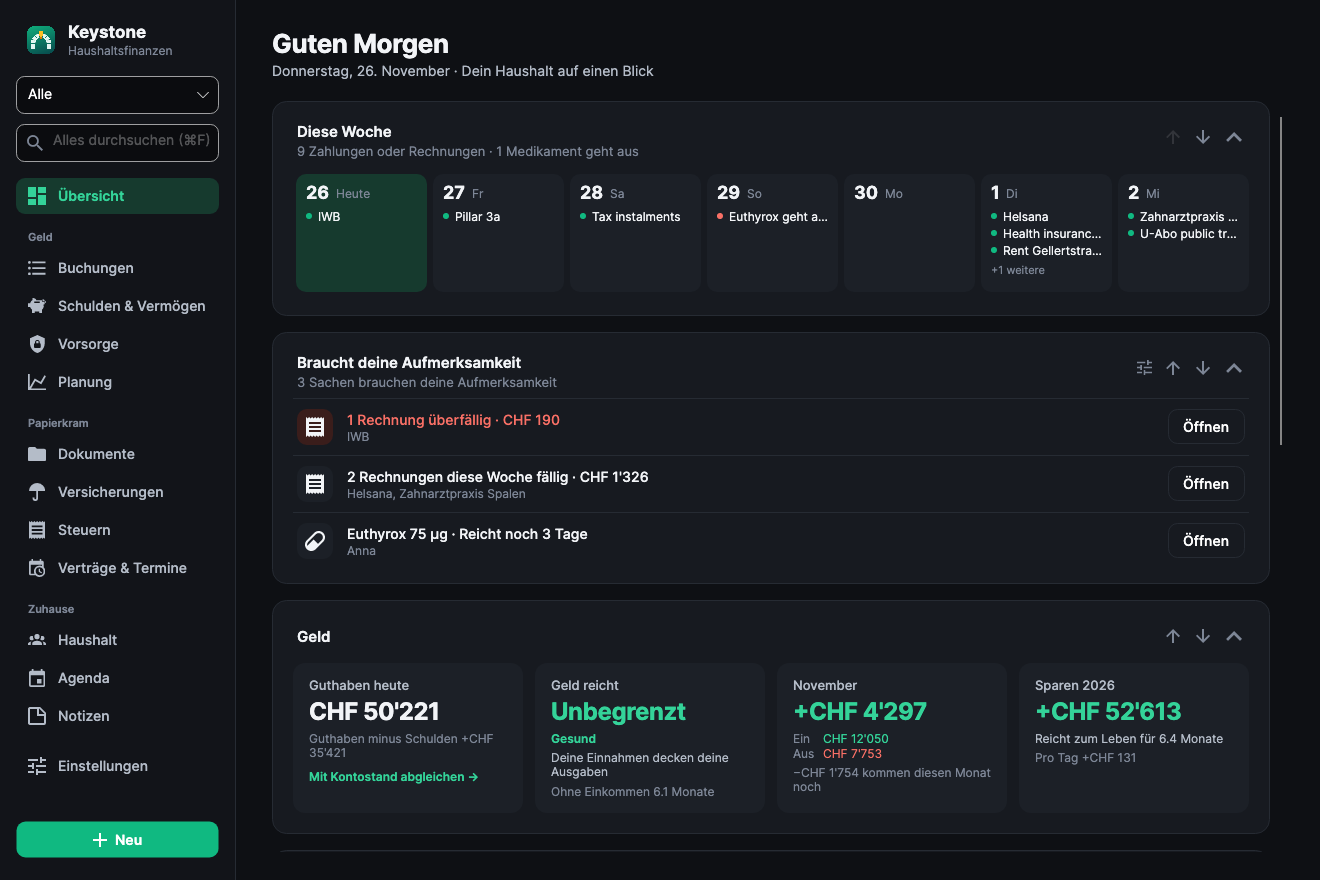 Keystone
Haushaltsfinanzen
Alle
Alles durchsuchen (⌘F)
Übersicht
Geld
Buchungen
Schulden & Vermögen
Vorsorge
Planung
Papierkram
Dokumente
Versicherungen
Steuern
Verträge & Termine
Zuhause
Haushalt
Agenda
Notizen
Einstellungen
+ Neu
Guten Morgen
Donnerstag, 26. November · Dein Haushalt auf einen Blick
Diese Woche
9 Zahlungen oder Rechnungen · 1 Medikament geht aus
26 Heute
IWB
27 Fr
Pillar 3a
28 Sa
Tax instalments
29 So
Euthyrox geht a...
30 Mo
1 Di
Helsana
Health insuranc...
Rent Gellertstra...
+1 weitere
2 Mi
Zahnarztpraxis ...
U-Abo public tr...
Braucht deine Aufmerksamkeit
3 Sachen brauchen deine Aufmerksamkeit
1 Rechnung überfällig · CHF 190
IWB
Öffnen
2 Rechnungen diese Woche fällig · CHF 1'326
Helsana, Zahnarztpraxis Spalen
Öffnen
Euthyrox 75 µg · Reicht noch 3 Tage
Anna
Öffnen
Geld
Guthaben heute
CHF 50'221
Guthaben minus Schulden +CHF
35'421
Mit Kontostand abgleichen →
Geld reicht
Unbegrenzt
Gesund
Deine Einnahmen decken deine
Ausgaben
Ohne Einkommen 6.1 Monate
November
+CHF 4'297
Ein CHF 12'050
Aus CHF 7'753
−CHF 1'754 kommen diesen Monat
noch
Sparen 2026
+CHF 52'613
Reicht zum Leben für 6.4 Monate
Pro Tag +CHF 131